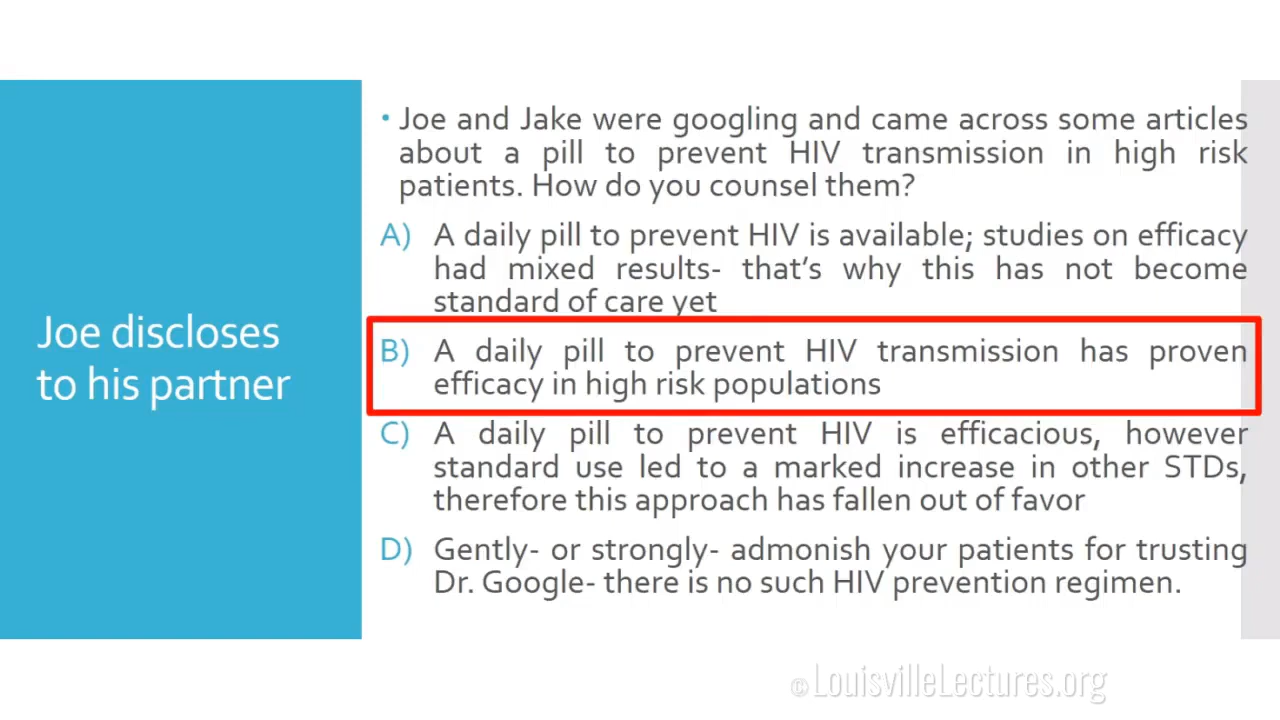 Joe discloses
to his partner
• Joe and Jake were googling and came across some articles
about a pill to prevent HIV transmission in high risk
patients. How do you counsel them?
A) A daily pill to prevent HIV is available; studies on efficacy
had mixed results- that's why this has not become
standard of care yet
B) A daily pill to prevent HIV transmission has proven
efficacy in high risk populations
C) A daily pill to prevent HIV is efficacious, however
standard use led to a marked increase in other STDs,
therefore this approach has fallen out of favor
D) Gently- or strongly- admonish your patients for trusting
Dr. Google- there is no such HIV prevention regimen.
©LouisvilleLectures.org